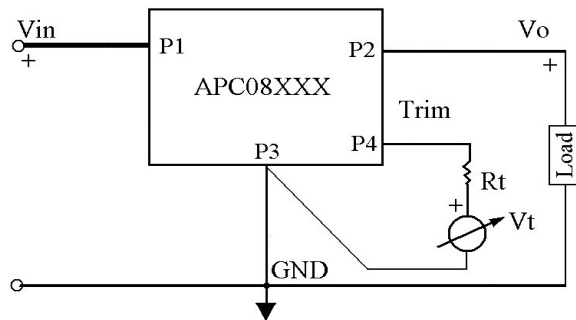 Vin
+
P1
P2
Vo
+
APC08XXX
Trim
P4
P3
Rt
Load
+
Vt
GND